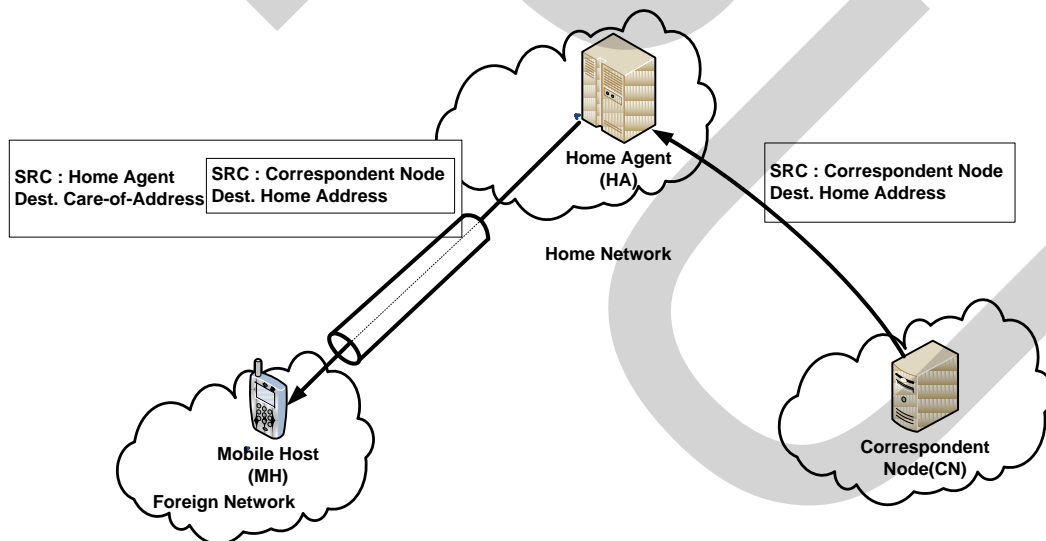 Home Agent
(HA)
SRC : Home Agent
Dest. Care-of-Address
SRC : Correspondent Node
Dest. Home Address
SRC : Correspondent Node
Dest. Home Address
Home Network
Mobile Host
(MH)
Foreign Network
Correspondent
Node(CN)